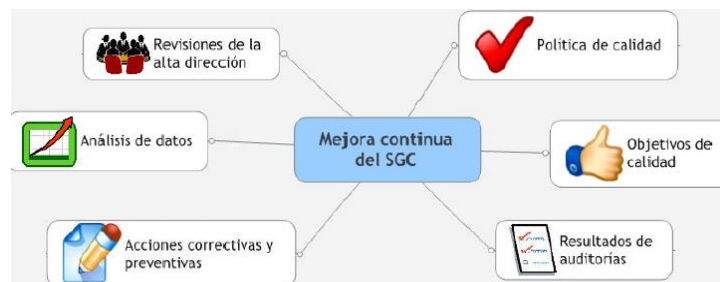 Revisiones de la
alta dirección
Politica de calidad
Análisis de datos
Mejora continua
del SGC
Objetivos de
calidad
Acciones correctivas y
preventivas
Resultados de
auditorías